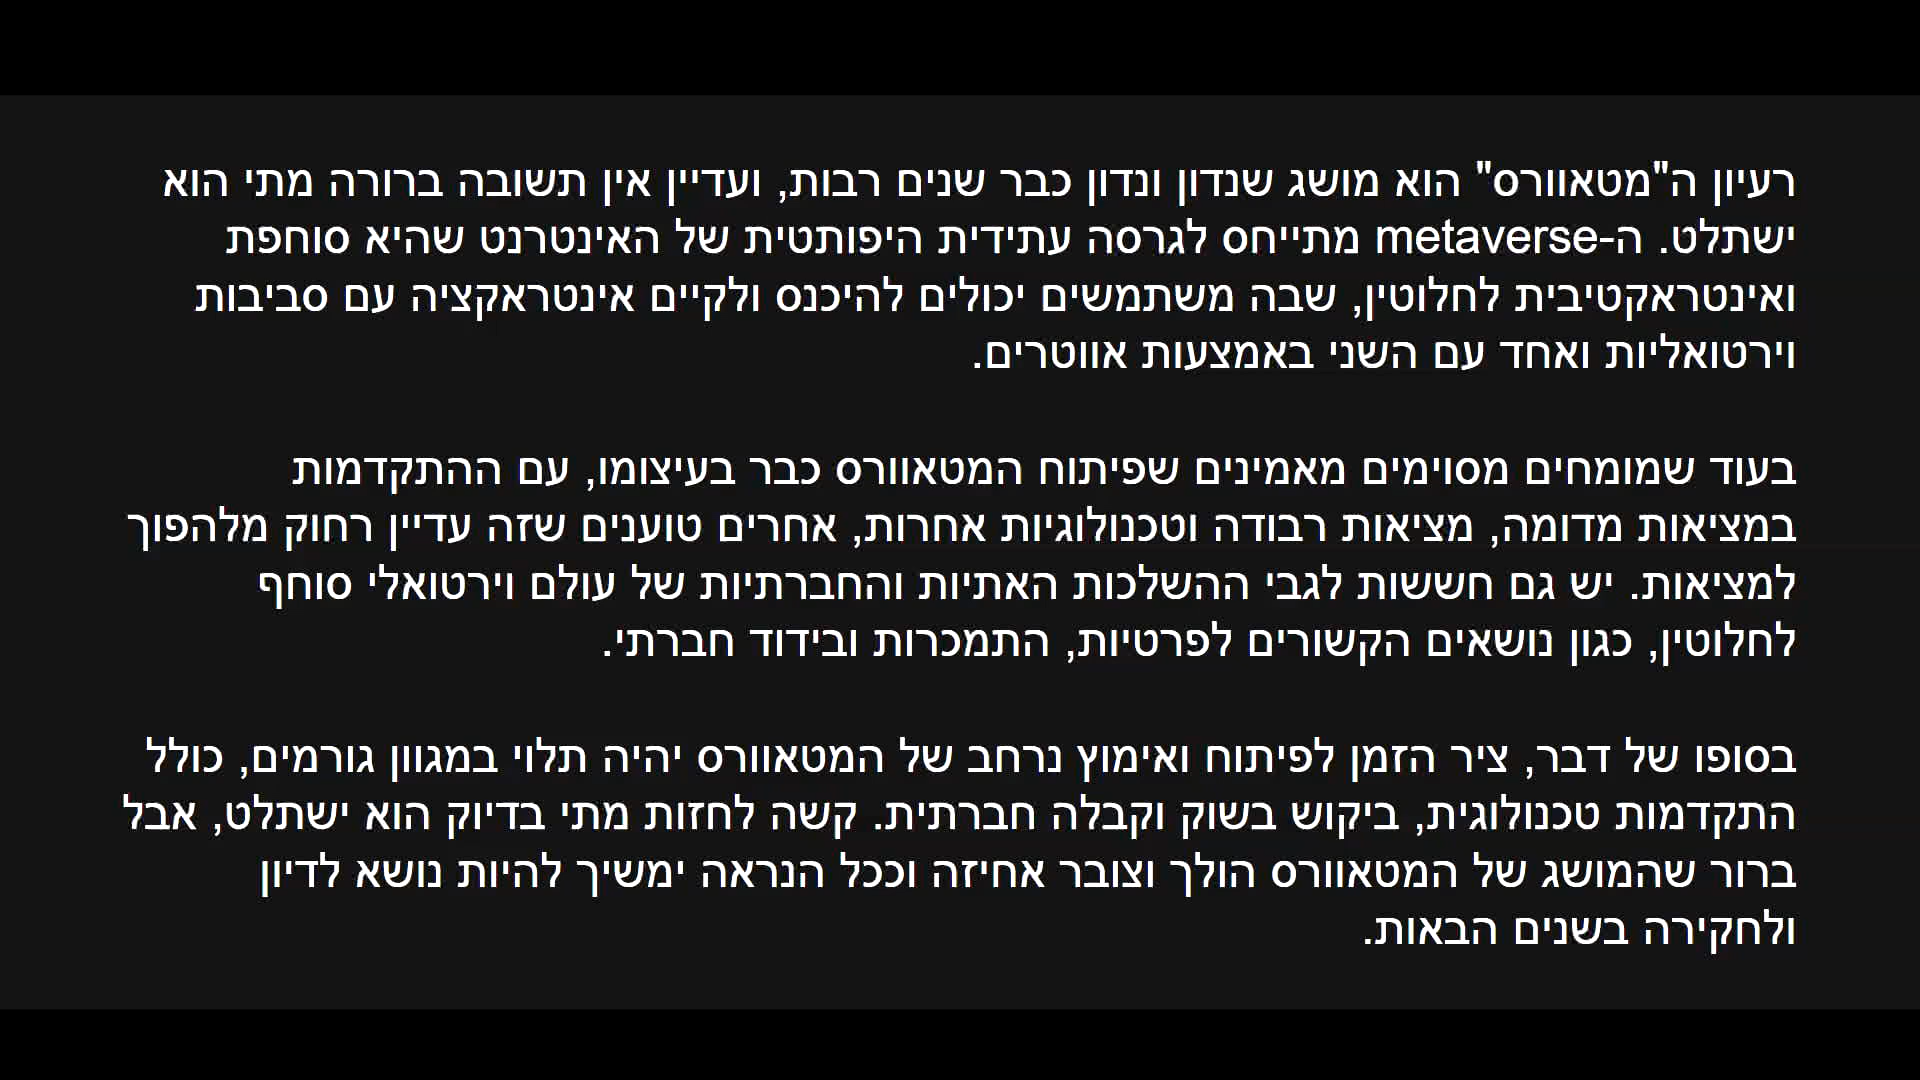 רעיון ה"מטאוורס" הוא מושג שנדון ונדון כבר שנים רבות, ועדיין אין תשובה ברורה מתי הוא
ישתלט. ה-metaverse מתייחס לגרסה עתידית היפותטית של האינטרנט שהיא סוחפת
ואינטראקטיבית לחלוטין, שבה משתמשים יכולים להיכנס ולקיים אינטראקציה עם סביבות
וירטואליות ואחד עם השני באמצעות אווטרים.
בעוד שמומחים מסוימים מאמינים שפיתוח המטאוורס כבר בעיצומו, עם ההתקדמות
במציאות מדומה, מציאות רבודה וטכנולוגיות אחרות, אחרים טוענים שזה עדיין רחוק מלהפוך
למציאות. יש גם חששות לגבי ההשלכות האתיות והחברתיות של עולם וירטואלי סוחף
לחלוטין, כגון נושאים הקשורים לפרטיות, התמכרות ובידוד חברתי.
בסופו של דבר, ציר הזמן לפיתוח ואימוץ נרחב של המטאוורס יהיה תלוי במגוון גורמים, כולל
התקדמות טכנולוגית, ביקוש בשוק וקבלה חברתית. קשה לחזות מתי בדיוק הוא ישתלט, אבל
ברור שהמושג של המטאוורס הולך וצובר אחיזה וככל הנראה ימשיך להיות נושא לדיון
ולחקירה בשנים הבאות.